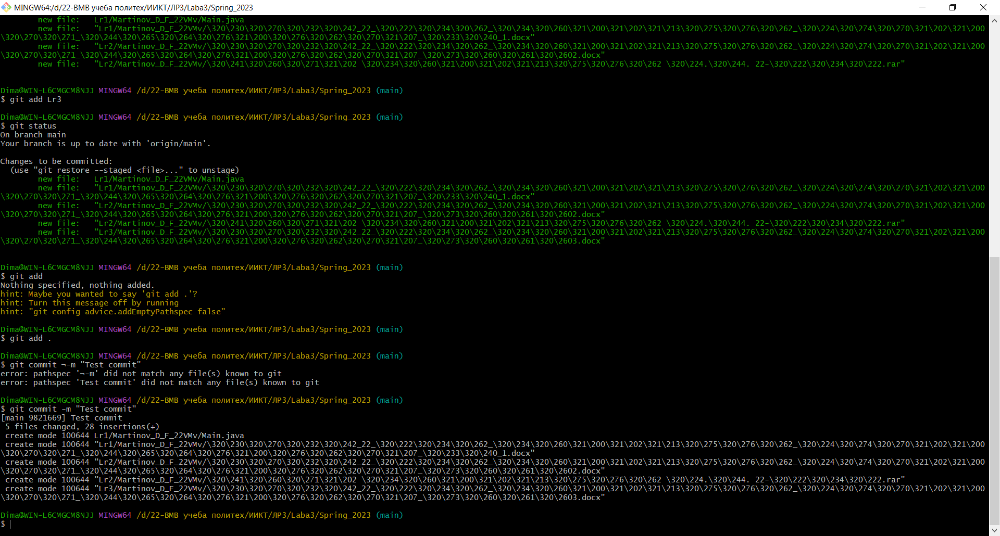 MINGW64:/d/22-ВМВ учеба политех/ИИКТ/ЛР3/Laba3/Spring_2023
new file:   Lr1/Martinov_D_F_22VMv/Main.java
new file:   "Lr1/Martinov_D_F_22VMv/\320\230\320\270\320\232\320\242_22_\320\222\320\234\320\262_\320\234\320\260\321\200\321\202\321\213\320\275\320\276\320\262_\320\224\320\274\320\270\321\202\321\200
\320\270\320\271_\320\244\320\265\320\264\320\276\321\200\320\276\320\262\320\270\321\207_\320\233\320\240_1.docx"
new file:   "Lr2/Martinov_D_F_22VMv/\320\230\320\270\320\232\320\242_22_\320\222\320\234\320\262_\320\234\320\260\321\200\321\202\321\213\320\275\320\276\320\262_\320\224\320\274\320\270\321\202\321\200
\320\270\320\271_\320\244\320\265\320\264\320\276\321\200\320\276\320\262\320\270\321\207_\320\273\320\260\320\261\320\2602.docx"
new file:   "Lr2/Martinov_D_F_22VMv/\320\241\320\260\320\271\321\202 \320\234\320\260\321\200\321\202\321\213\320\275\320\276\320\262 \320\224.\320\244. 22-\320\222\320\234\320\222.rar"
Dima@WIN-L6CMGCM8NJJ MINGW64 /d/22-ВМВ учеба политех/ИИКТ/ЛР3/Laba3/Spring_2023 (main)
$ git add Lr3
Dima@WIN-L6CMGCM8NJJ MINGW64 /d/22-ВМВ учеба политех/ИИКТ/ЛР3/Laba3/Spring_2023 (main)
$ git status
On branch main
Your branch is up to date with 'origin/main'.
Changes to be committed:
(use "git restore --staged <file>..." to unstage)
new file:   Lr1/Martinov_D_F_22VMv/Main.java
new file:   "Lr1/Martinov_D_F_22VMv/\320\230\320\270\320\232\320\242_22_\320\222\320\234\320\262_\320\234\320\260\321\200\321\202\321\213\320\275\320\276\320\262_\320\224\320\274\320\270\321\202\321\200
\320\270\320\271_\320\244\320\265\320\264\320\276\321\200\320\276\320\262\320\270\321\207_\320\233\320\240_1.docx"
new file:   "Lr2/Martinov_D_F_22VMv/\320\230\320\270\320\232\320\242_22_\320\222\320\234\320\262_\320\234\320\260\321\200\321\202\321\213\320\275\320\276\320\262_\320\224\320\274\320\270\321\202\321\200
\320\270\320\271_\320\244\320\265\320\264\320\276\321\200\320\276\320\262\320\270\321\207_\320\273\320\260\320\261\320\2602.docx"
new file:   "Lr2/Martinov_D_F_22VMv/\320\241\320\260\320\271\321\202 \320\234\320\260\321\200\321\202\321\213\320\275\320\276\320\262 \320\224.\320\244. 22-\320\222\320\234\320\222.rar"
new file:   "Lr3/Martinov_D_F_22VMv/\320\230\320\270\320\232\320\242_22_\320\222\320\234\320\262_\320\234\320\260\321\200\321\202\321\213\320\275\320\276\320\262_\320\224\320\274\320\270\321\202\321\200
\320\270\320\271_\320\244\320\265\320\264\320\276\321\200\320\276\320\262\320\270\321\207_\320\273\320\260\320\261\320\2603.docx"
Dima@WIN-L6CMGCM8NJJ MINGW64 /d/22-ВМВ учеба политех/ИИКТ/ЛР3/Laba3/Spring_2023 (main)
$ git add
Nothing specified, nothing added.
hint: Maybe you wanted to say 'git add .'?
hint: Turn this message off by running
hint: "git config advice.addEmptyPathspec false"
Dima@WIN-L6CMGCM8NJJ MINGW64 /d/22-ВМВ учеба политех/ИИКТ/ЛР3/Laba3/Spring_2023 (main)
$ git add .
Dima@WIN-L6CMGCM8NJJ MINGW64 /d/22-ВМВ учеба политех/ИИКТ/ЛР3/Laba3/Spring_2023 (main)
$ git commit ¬-m "Test commit"
error: pathspec '¬-m' did not match any file(s) known to git
error: pathspec 'Test commit' did not match any file(s) known to git
Dima@WIN-L6CMGCM8NJJ MINGW64 /d/22-ВМВ учеба политех/ИИКТ/ЛР3/Laba3/Spring_2023 (main)
$ git commit -m "Test commit"
[main 9821669] Test commit
5 files changed, 28 insertions(+)
create mode 100644 Lr1/Martinov_D_F_22VMv/Main.java
create mode 100644 "Lr1/Martinov_D_F_22VMv/\320\230\320\270\320\232\320\242_22_\320\222\320\234\320\262_\320\234\320\260\321\200\321\202\321\213\320\275\320\276\320\262_\320\224\320\274\320\270\321\202\321\200
\320\270\320\271_\320\244\320\265\320\264\320\276\321\200\320\276\320\262\320\270\321\207_\320\233\320\240_1.docx"
create mode 100644 "Lr2/Martinov_D_F_22VMv/\320\230\320\270\320\232\320\242_22_\320\222\320\234\320\262_\320\234\320\260\321\200\321\202\321\213\320\275\320\276\320\262_\320\224\320\274\320\270\321\202\321\200
\320\270\320\271_\320\244\320\265\320\264\320\276\321\200\320\276\320\262\320\270\321\207_\320\273\320\260\320\261\320\2602.docx"
create mode 100644 "Lr2/Martinov_D_F_22VMv/\320\241\320\260\320\271\321\202 \320\234\320\260\321\200\321\202\321\213\320\275\320\276\320\262 \320\224.\320\244. 22-\320\222\320\234\320\222.rar"
create mode 100644 "Lr3/Martinov_D_F_22VMv/\320\230\320\270\320\232\320\242_22_\320\222\320\234\320\262_\320\234\320\260\321\200\321\202\321\213\320\275\320\276\320\262_\320\224\320\274\320\270\321\202\321\200
\320\270\320\271_\320\244\320\265\320\264\320\276\321\200\320\276\320\262\320\270\321\207_\320\273\320\260\320\261\320\2603.docx"
Dima@WIN-L6CMGCM8NJJ MINGW64 /d/22-ВМВ учеба политех/ИИКТ/ЛР3/Laba3/Spring_2023 (main)
$